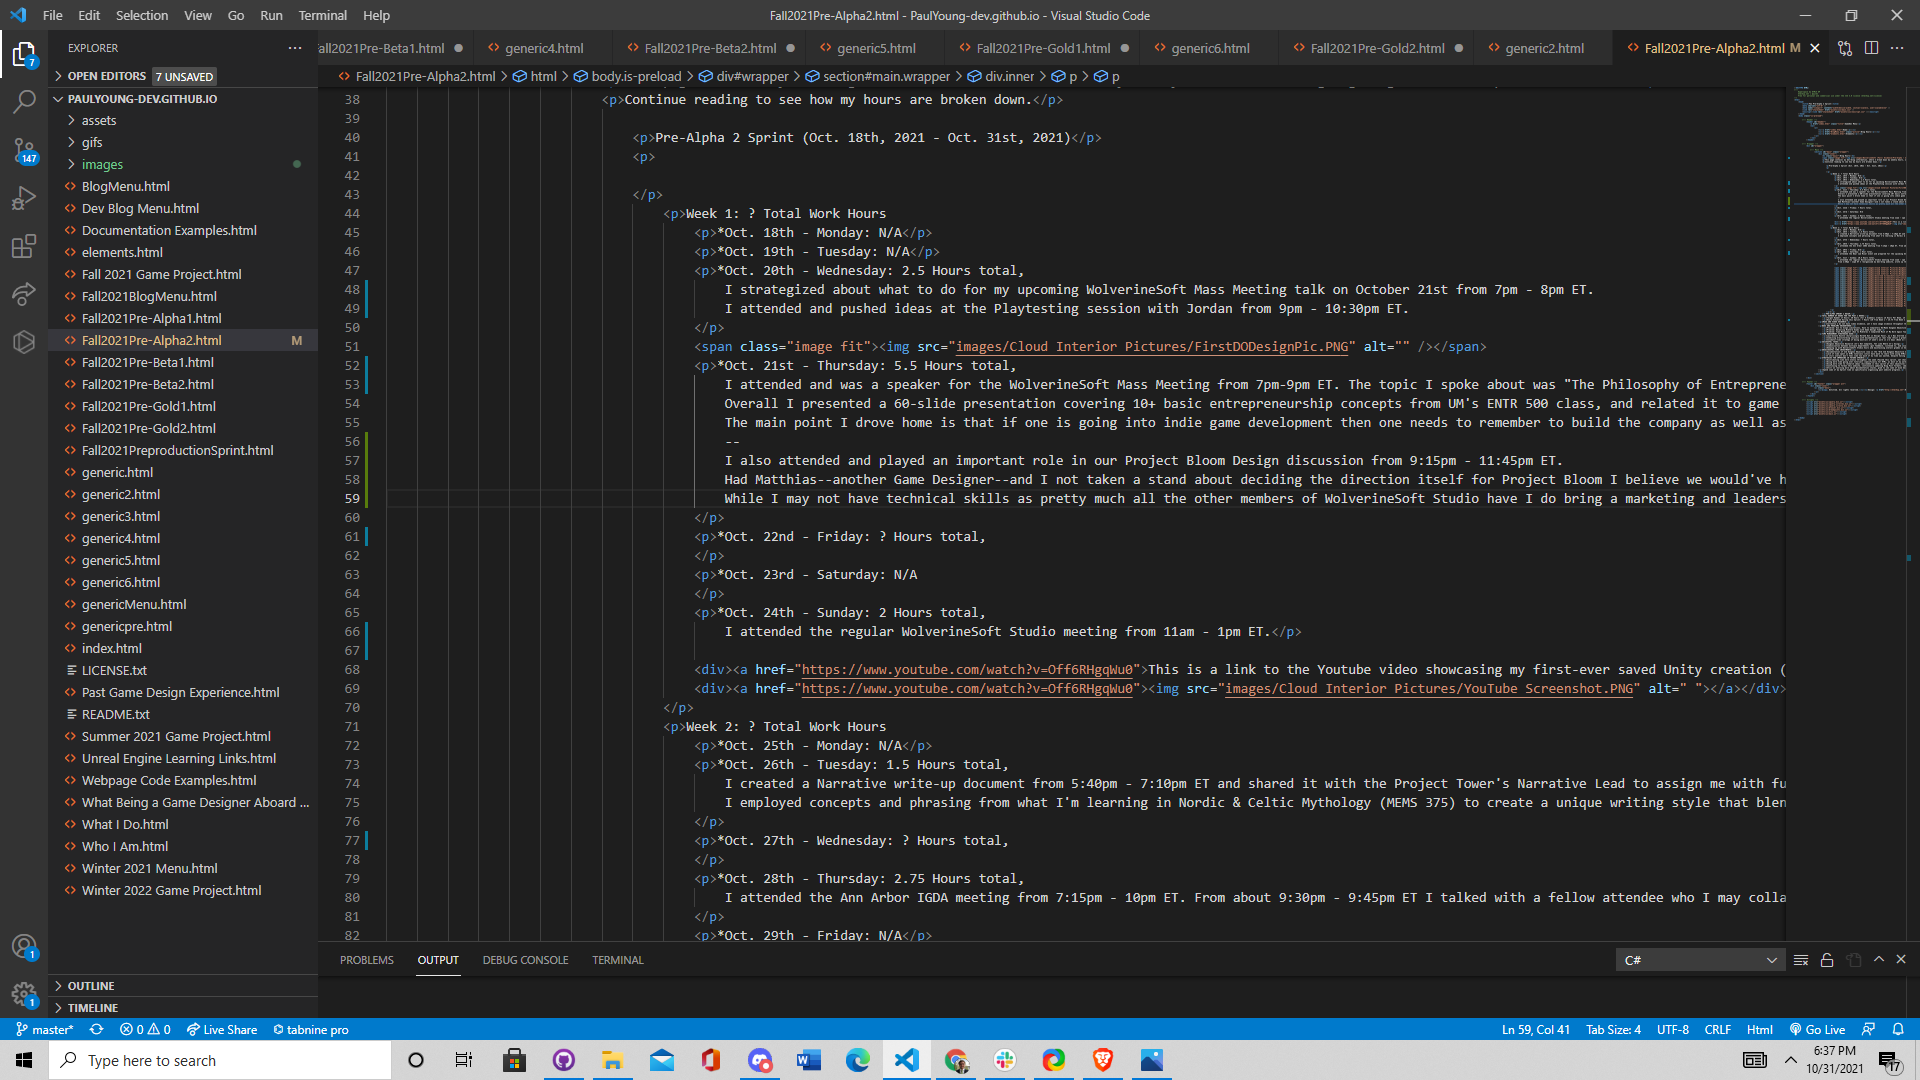 File Edit Selection View Go Run Terminal Help
Fall2021Pre-Alpha2.html - PaulYoung-dev.github.io - Visual Studio Code
EXPLORER
all2021Pre-Beta1.html generic4.html Fall2021Pre-Beta2.html generic5.html Fall2021Pre-Gold1.html generic6.html Fall2021Pre-Gold2.html generic2.html Fall2021Pre-Alpha2.html M
OPEN EDITORS 7 UNSAVED
Fall2021Pre-Alpha2.html > html > body.is-preload > div#wrapper > section#main.wrapper > div.inner > p > p
PAULYOUNG-DEV.GITHUB.IO
assets
gifs
images
BlogMenu.html
Dev Blog Menu.html
Documentation Examples.html
elements.html
Fall 2021 Game Project.html
Fall2021BlogMenu.html
Fall2021Pre-Alpha1.html
Fall2021Pre-Alpha2.html M
Fall2021Pre-Beta1.html
Fall2021Pre-Beta2.html
Fall2021Pre-Gold1.html
Fall2021Pre-Gold2.html
Fall2021PreproductionSprint.html
generic.html
generic2.html
generic3.html
generic4.html
generic5.html
generic6.html
genericMenu.html
genericpre.html
index.html
LICENSE.txt
Past Game Design Experience.html
README.txt
Summer 2021 Game Project.html
Unreal Engine Learning Links.html
Webpage Code Examples.html
What Being a Game Designer Aboard ...
What I Do.html
Who I Am.html
Winter 2021 Menu.html
Winter 2022 Game Project.html
OUTLINE
TIMELINE
7
147
1
1
38 <p>Continue reading to see how my hours are broken down.</p>
39
40 <p>Pre-Alpha 2 Sprint (Oct. 18th, 2021 - Oct. 31st, 2021)</p>
41 <p>
42
43 </p>
44 <p>Week 1: ? Total Work Hours
45 <p>*Oct. 18th - Monday: N/A</p>
46 <p>*Oct. 19th - Tuesday: N/A</p>
47 <p>*Oct. 20th - Wednesday: 2.5 Hours total,
48 I strategized about what to do for my upcoming WolverineSoft Mass Meeting talk on October 21st from 7pm - 8pm ET.
49 I attended and pushed ideas at the Playtesting session with Jordan from 9pm - 10:30pm ET.
50 </p>
51 <span class="image fit"><img src="images/Cloud Interior Pictures/FirstDODesignPic.PNG" alt="" /></span>
52 <p>*Oct. 21st - Thursday: 5.5 Hours total,
53 I attended and was a speaker for the WolverineSoft Mass Meeting from 7pm-9pm ET. The topic I spoke about was "The Philosophy of Entreprene
54 Overall I presented a 60-slide presentation covering 10+ basic entrepreneurship concepts from UM's ENTR 500 class, and related it to game
55 The main point I drove home is that if one is going into indie game development then one needs to remember to build the company as well as
56 --
57 I also attended and played an important role in our Project Bloom Design discussion from 9:15pm - 11:45pm ET.
58 Had Matthias--another Game Designer--and I not taken a stand about deciding the direction itself for Project Bloom I believe we would've h
59 While I may not have technical skills as pretty much all the other members of WolverineSoft Studio have I do bring a marketing and leaders
60 </p>
61 <p>*Oct. 22nd - Friday: ? Hours total,
62 </p>
63 <p>*Oct. 23rd - Saturday: N/A
64 </p>
65 <p>*Oct. 24th - Sunday: 2 Hours total,
66 I attended the regular WolverineSoft Studio meeting from 11am - 1pm ET.</p>
67
68 <div><a href="https://www.youtube.com/watch?v=Off6RHgqWu0">This is a link to the Youtube video showcasing my first-ever saved Unity creation (
69 <div><a href="https://www.youtube.com/watch?v=Off6RHgqWu0"><img src="images/Cloud Interior Pictures/YouTube Screenshot.PNG" alt=" "></a></div>
70 </p>
71 <p>Week 2: ? Total Work Hours
72 <p>*Oct. 25th - Monday: N/A</p>
73 <p>*Oct. 26th - Tuesday: 1.5 Hours total,
74 I created a Narrative write-up document from 5:40pm - 7:10pm ET and shared it with the Project Tower's Narrative Lead to assign me with fu
75 I employed concepts and phrasing from what I'm learning in Nordic & Celtic Mythology (MEMS 375) to create a unique writing style that blen
76 </p>
77 <p>*Oct. 27th - Wednesday: ? Hours total,
78 </p>
79 <p>*Oct. 28th - Thursday: 2.75 Hours total,
80 I attended the Ann Arbor IGDA meeting from 7:15pm - 10pm ET. From about 9:30pm - 9:45pm ET I talked with a fellow attendee who I may colla
81 </p>
82 <p>*Oct. 29th - Friday: N/A</p>
PROBLEMS OUTPUT DEBUG CONSOLE TERMINAL
C#
master* 0 0 Live Share tabnine pro
Ln 59, Col 41 Tab Size: 4 UTF-8 CRLF Html Go Live
Type here to search
6:37 PM
10/31/2021
17